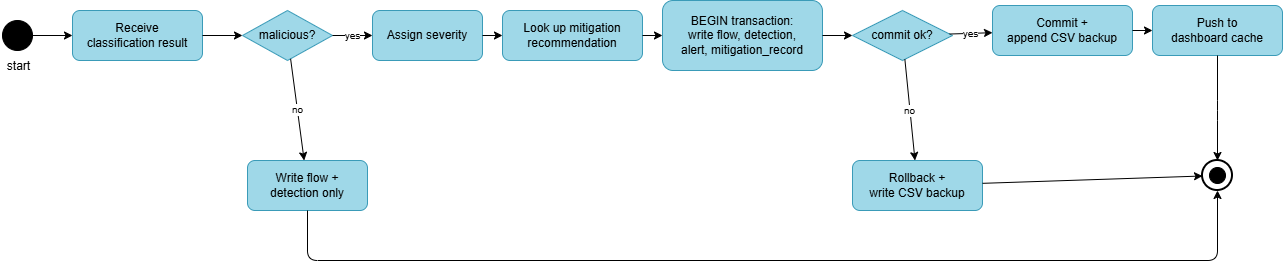 start
Receive
classification result
malicious?
yes
Assign severity
Look up mitigation
recommendation
BEGIN transaction:
write flow, detection,
alert, mitigation_record
commit ok?
yes
Commit +
append CSV backup
Push to
dashboard cache
no
no
Write flow +
detection only
Rollback +
write CSV backup